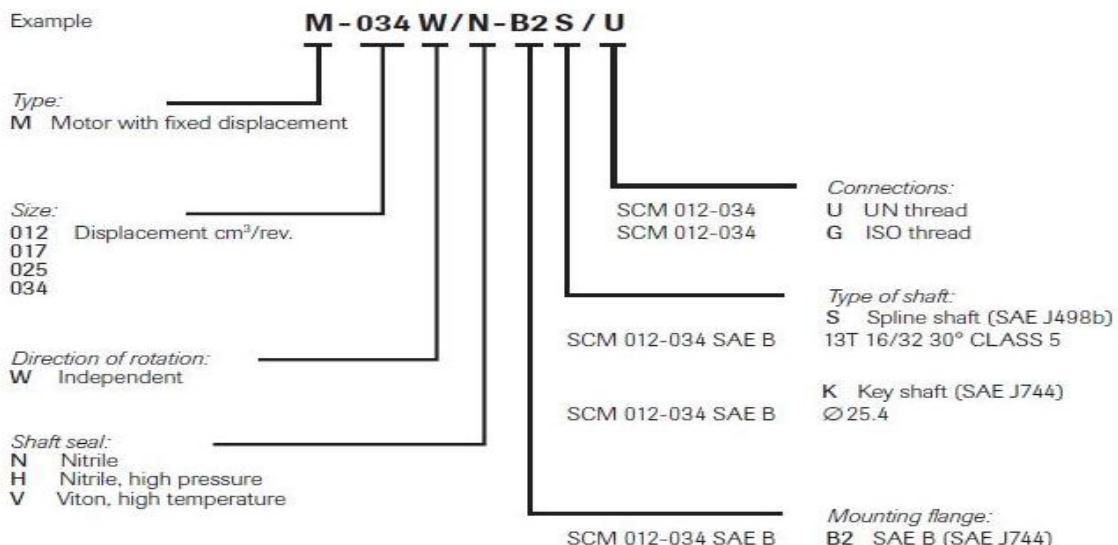 Example
M-034 W/N-B2 S/U
Type:
M Motor with fixed displacement
Size:
012 Displacement cm³/rev.
017
025
034
Direction of rotation:
W Independent
Shaft seal:
N Nitrile
H Nitrile, high pressure
V Viton, high temperature
Connections:
SCM 012-034 U UN thread
SCM 012-034 G ISO thread
Type of shaft:
S Spline shaft (SAE J498b)
SCM 012-034 SAE B 13T 16/32 30° CLASS 5
K Key shaft (SAE J744)
SCM 012-034 SAE B Ø25.4
Mounting flange:
SCM 012-034 SAE B B2 SAE B (SAE J744)